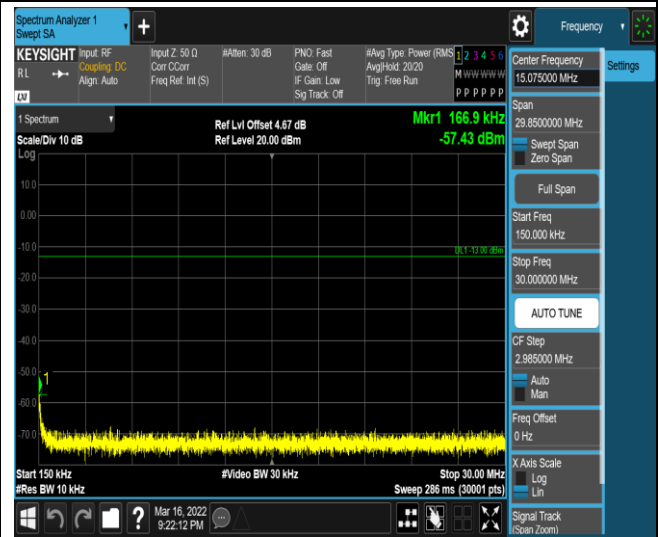 Spectrum Analyzer 1
Swept SA
Frequency
KEYSIGHT
RL
LXI
Input: RF
Coupling: DC
Align: Auto
Input Z: 50 Ω
Corr CCorr
Freq Ref: Int (S)
#Atten: 30 dB
PNO: Fast
Gate: Off
IF Gain: Low
Sig Track: Off
#Avg Type: Power (RMS
Avg|Hold: 20/20
Trig: Free Run
1 2 3 4 5 6
M W W W W W
P P P P P P
1 Spectrum
Scale/Div 10 dB
Ref Lvl Offset 4.67 dB
Ref Level 20.00 dBm
Mkr1 166.9 kHz
-57.43 dBm
Log
10.0
0.00
-10.0
DL1 -13.00 dBm
-20.0
-30.0
-40.0
1
-50.0
-60.0
-70.0
Start 150 kHz
#Video BW 30 kHz
Stop 30.00 MHz
#Res BW 10 kHz
Sweep 286 ms (30001 pts)
?
Mar 16, 2022
9:22:12 PM
Center Frequency
15.075000 MHz
Settings
Span
29.8500000 MHz
Swept Span
Zero Span
Full Span
Start Freq
150.000 kHz
Stop Freq
30.000000 MHz
AUTO TUNE
CF Step
2.985000 MHz
Auto
Man
Freq Offset
0 Hz
X Axis Scale
Log
Lin
Signal Track
(Span Zoom)